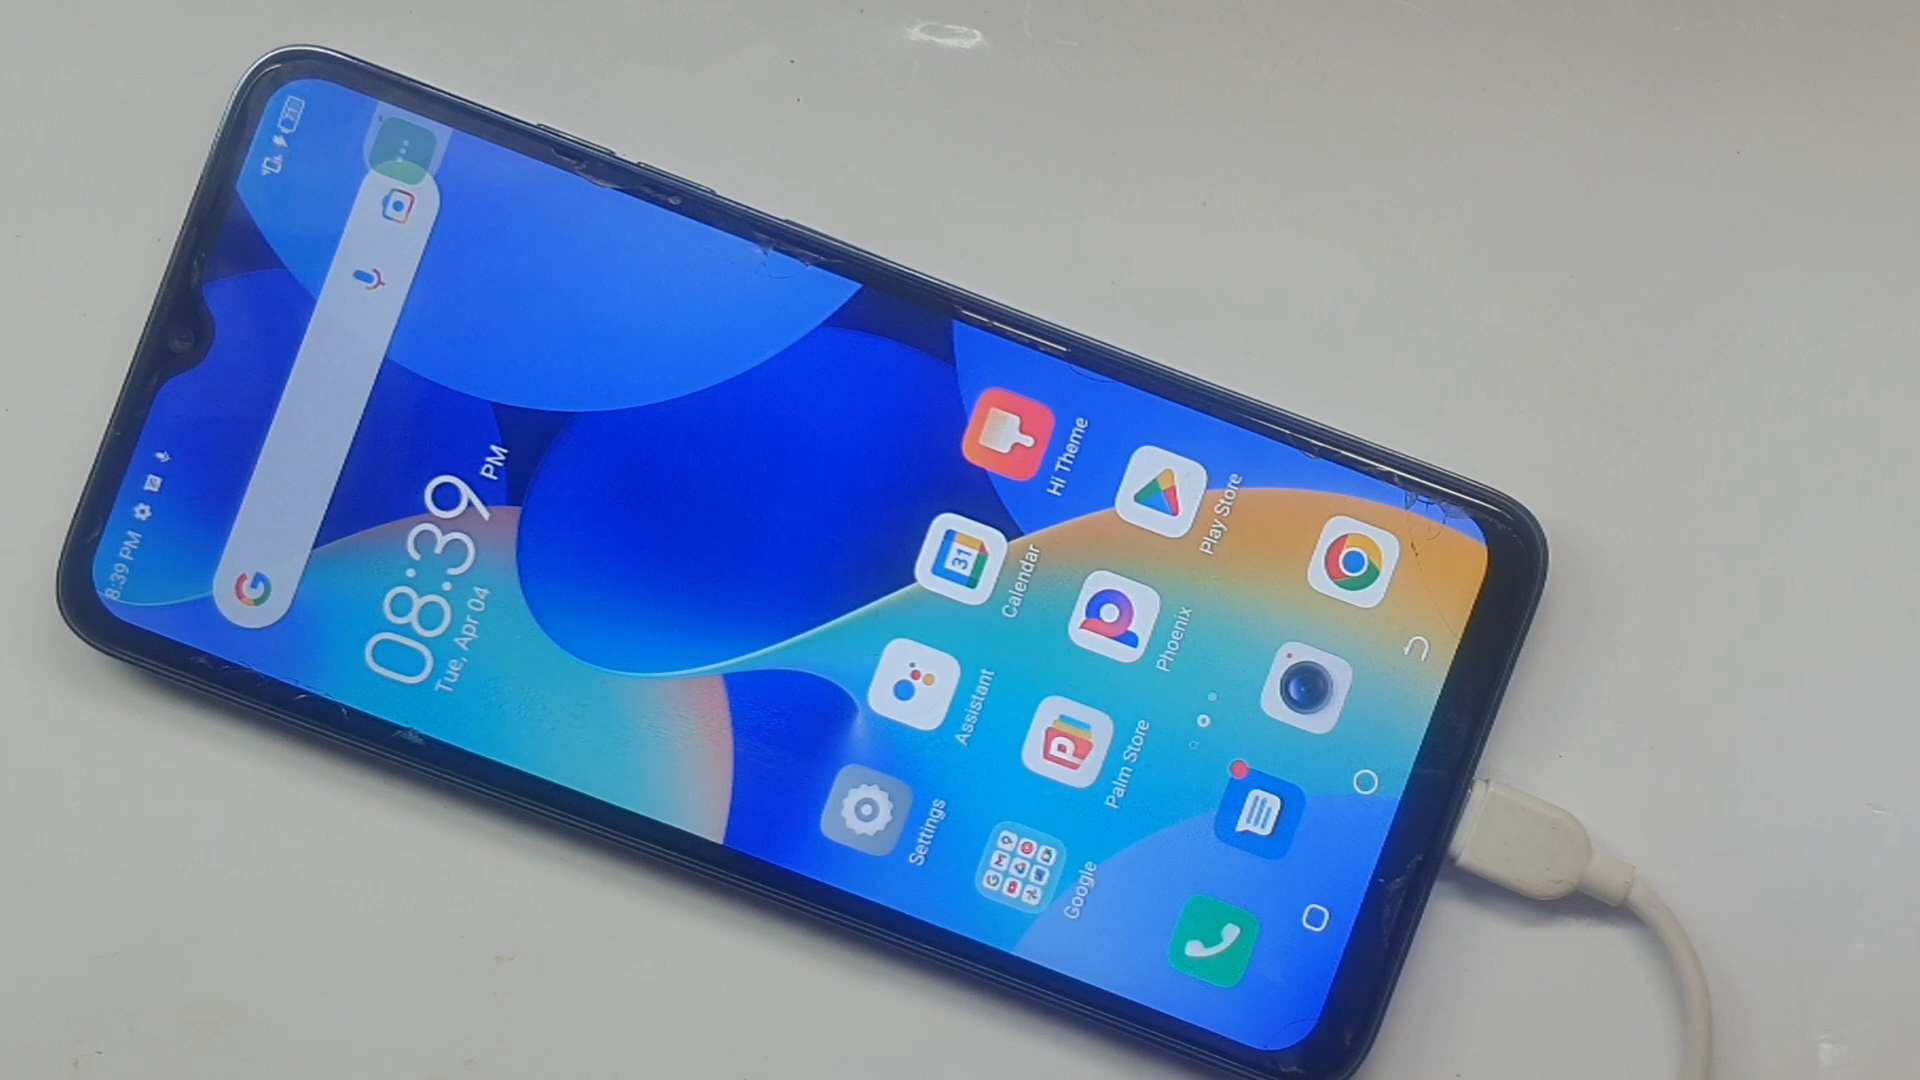 8:39 PM
21
G
08:39 PM
Tue, Apr 04
31
Settings
Assistant
Calendar
Hi Theme
Google
Palm Store
Phoenix
Play Store